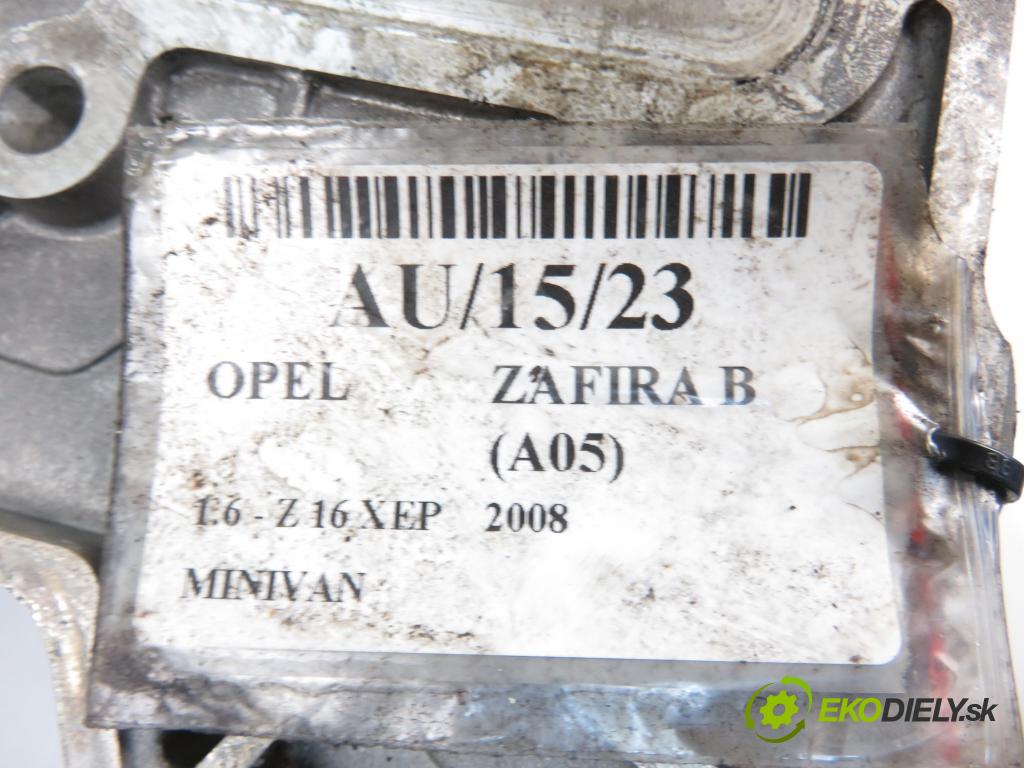 AU/15/23
OPEL ZAFIRA B
(A05)
1.6 - Z 16 XEP 2008
MINIVAN
EKODIELY.sk